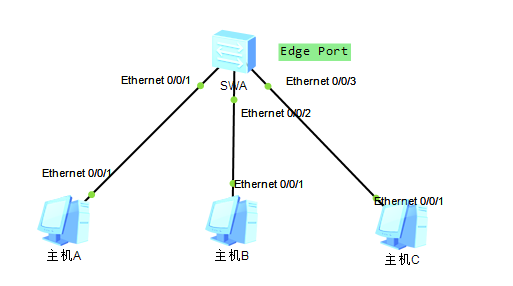 Edge Port
Ethernet 0/0/1
Ethernet 0/0/3
SWA
Ethernet 0/0/2
Ethernet 0/0/1
Ethernet 0/0/1
Ethernet 0/0/1
主机A
主机B
主机C